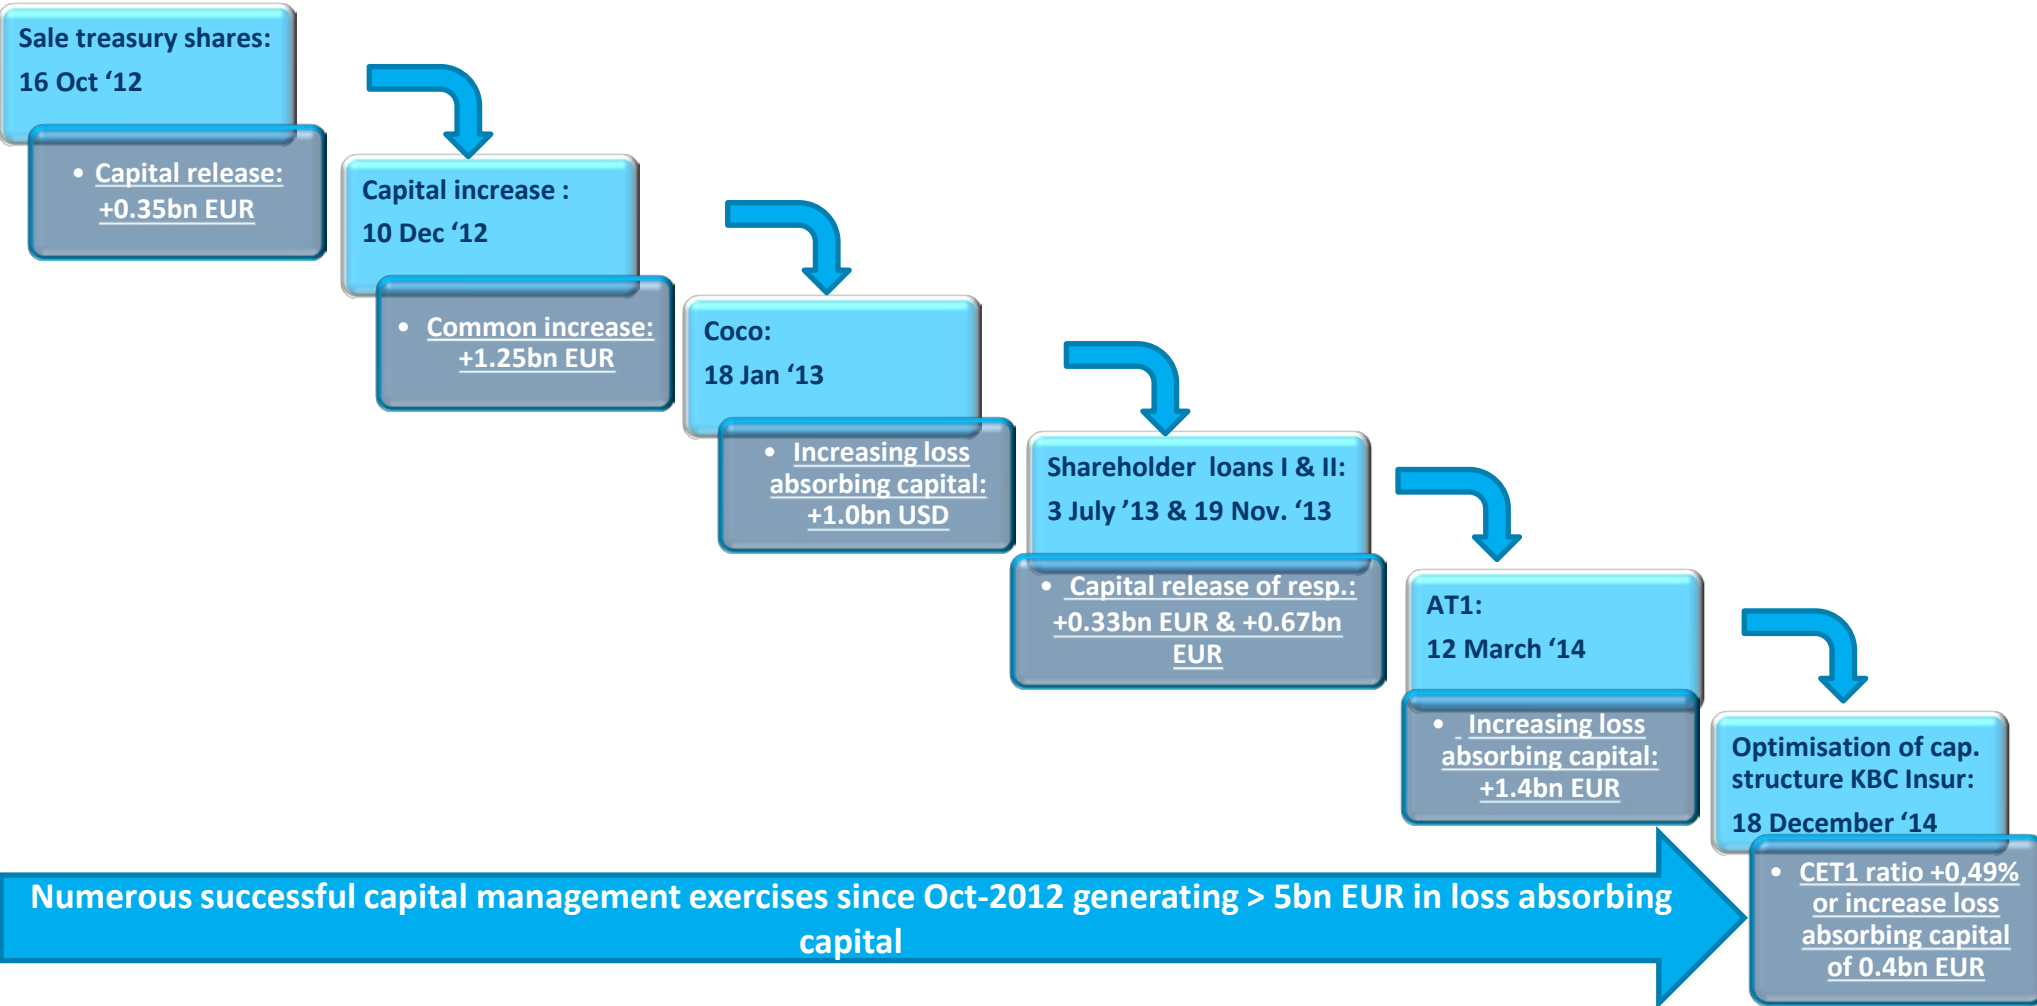 Sale treasury shares:
16 Oct ‘12
• Capital release:
+0.35bn EUR
Capital increase :
10 Dec ‘12
• Common increase:
+1.25bn EUR
Coco:
18 Jan ‘13
• Increasing loss
absorbing capital:
+1.0bn USD
Shareholder loans I & II:
3 July ’13 & 19 Nov. ‘13
• Capital release of resp.:
+0.33bn EUR & +0.67bn
EUR
AT1:
12 March ‘14
• Increasing loss
absorbing capital:
+1.4bn EUR
Optimisation of cap.
structure KBC Insur:
18 December ‘14
• CET1 ratio +0,49%
or increase loss
absorbing capital
of 0.4bn EUR
Numerous successful capital management exercises since Oct-2012 generating > 5bn EUR in loss absorbing
capital